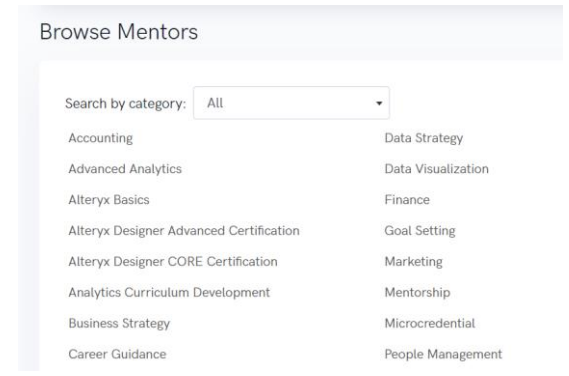 Browse Mentors
Search by category: All
Accounting
Advanced Analytics
Alteryx Basics
Alteryx Designer Advanced Certification
Alteryx Designer CORE Certification
Analytics Curriculum Development
Business Strategy
Career Guidance
Data Strategy
Data Visualization
Finance
Goal Setting
Marketing
Mentorship
Microcredential
People Management